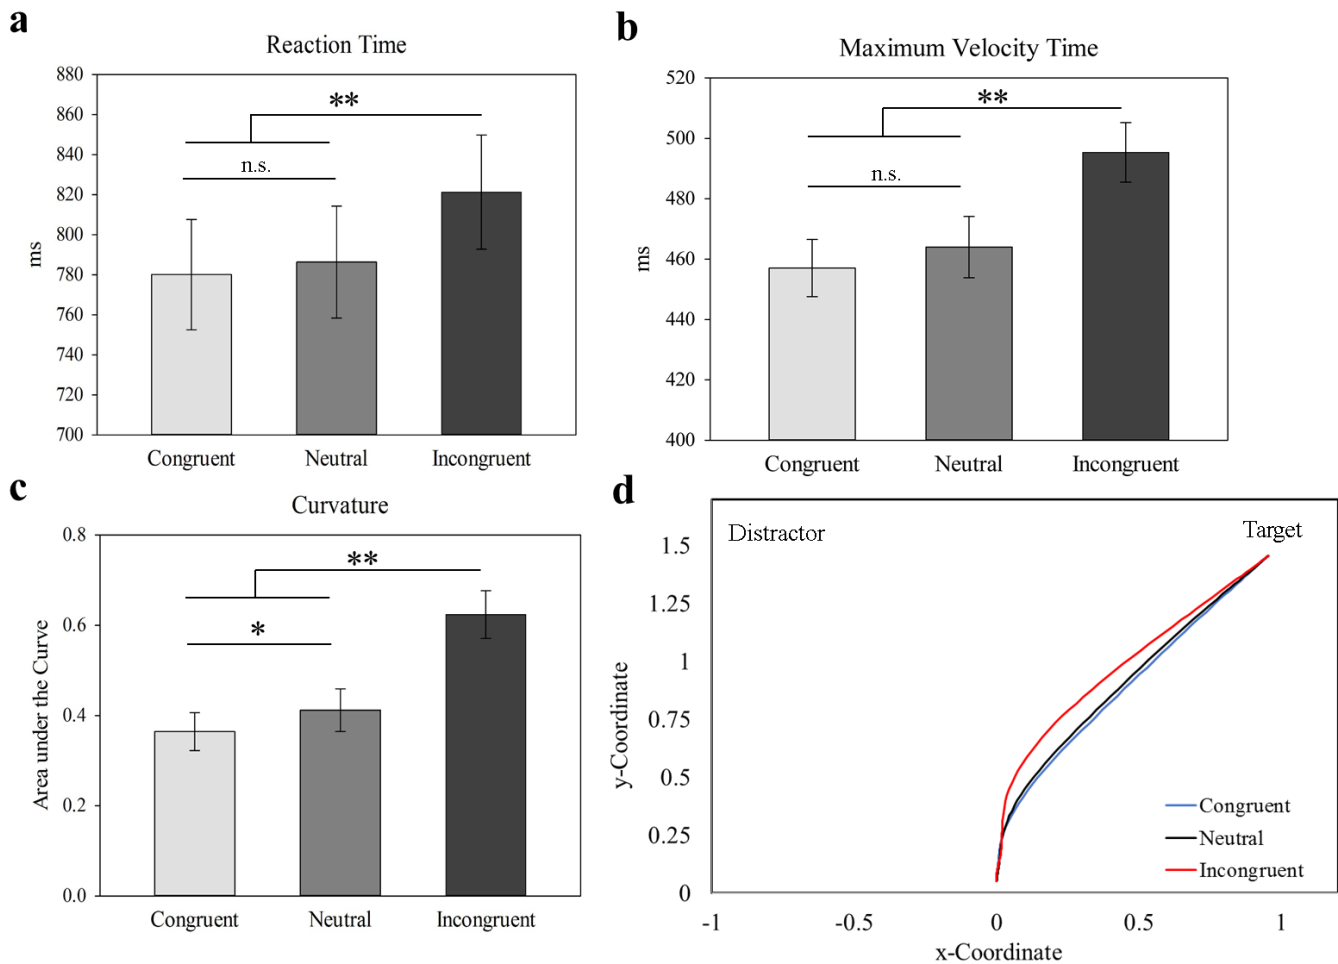 a
Reaction Time
880
860
840
820
800
780
760
740
720
700
ms
**
n.s.
Congruent Neutral Incongruent
b
Maximum Velocity Time
520
500
480
460
440
420
400
ms
**
n.s.
Congruent Neutral Incongruent
c
Curvature
0.8
0.6
0.4
0.2
0.0
Area under the Curve
**
*
Congruent Neutral Incongruent
d
Distractor Target
1.5
1.25
1
0.75
0.5
0.25
0
y-Coordinate
Congruent
Neutral
Incongruent
-1 -0.5 0 0.5 1
x-Coordinate